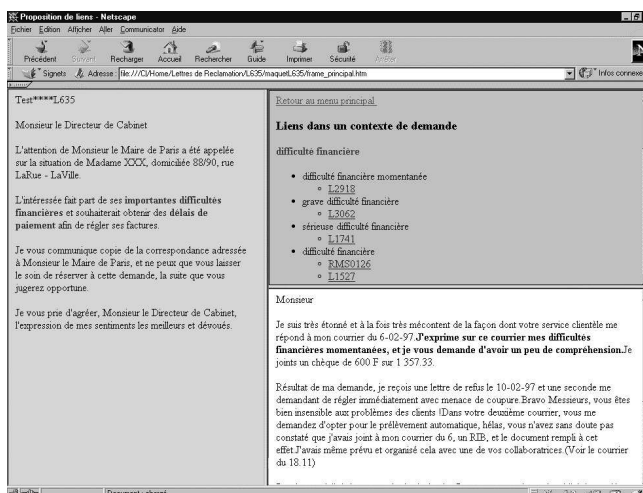 Proposition de liens - Netscape
Fichier Edition Afficher Aller Communicator Aide
Précédent Suivant Recharger Accueil Rechercher Guide Imprimer Sécurité Arrêter
Signets Adresse : file:///C|/Home/Lettres de Reclamation/L635/maquetL635/frame_principal.htm Infos connexe
Test****L635
Monsieur le Directeur de Cabinet
L'attention de Monsieur le Maire de Paris a été appelée
sur la situation de Madame XXX, domiciliée 88/90, rue
LaRue - LaVille.
L'intéressée fait part de ses importantes difficultés
financières et souhaiterait obtenir des délais de
paiement afin de régler ses factures.
Je vous communique copie de la correspondance adressée
à Monsieur le Maire de Paris, et ne peux que vous laisser
le soin de réserver à cette demande, la suite que vous
jugerez opportune.
Je vous prie d'agréer, Monsieur le Directeur de Cabinet,
l'expression de mes sentiments les meilleurs et dévoués.
Retour au menu principal
Liens dans un contexte de demande
difficulté financière
difficulté financière momentanée
L2918
grave difficulté financière
L3062
sérieuse difficulté financière
L1741
difficulté financière
RMS0126
L1527
Monsieur
Je suis très étonné et à la fois très mécontent de la façon dont votre service clientèle me
répond à mon courrier du 6-02-97.J'exprime sur ce courrier mes difficultés
financières momentanées, et je vous demande d'avoir un peu de compréhension.Je
joints un chèque de 600 F sur 1 357.33.
Résultat de ma demande, je reçois une lettre de refus le 10-02-97 et une seconde me
demandant de régler immédiatement avec menace de coupure.Bravo Messieurs, vous êtes
bien insensible aux problèmes des clients !Dans votre deuxième courrier, vous me
demandez d'opter pour le prélèvement automatique, hélas, vous n'avez sans doute pas
constaté que j'avais joint à mon courrier du 6, un RIB, et le document rempli à cet
effet.J'avais même prévu et organisé cela avec une de vos collaboratrices.(Voir le courrier
du 18.11)
Document : chargé